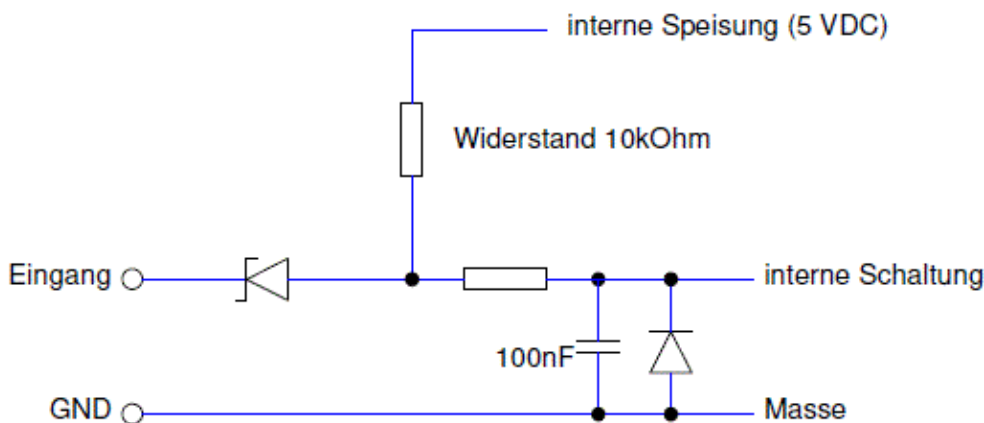 interne Speisung (5 VDC)
Widerstand 10kOhm
Eingang
interne Schaltung
100nF
GND
Masse